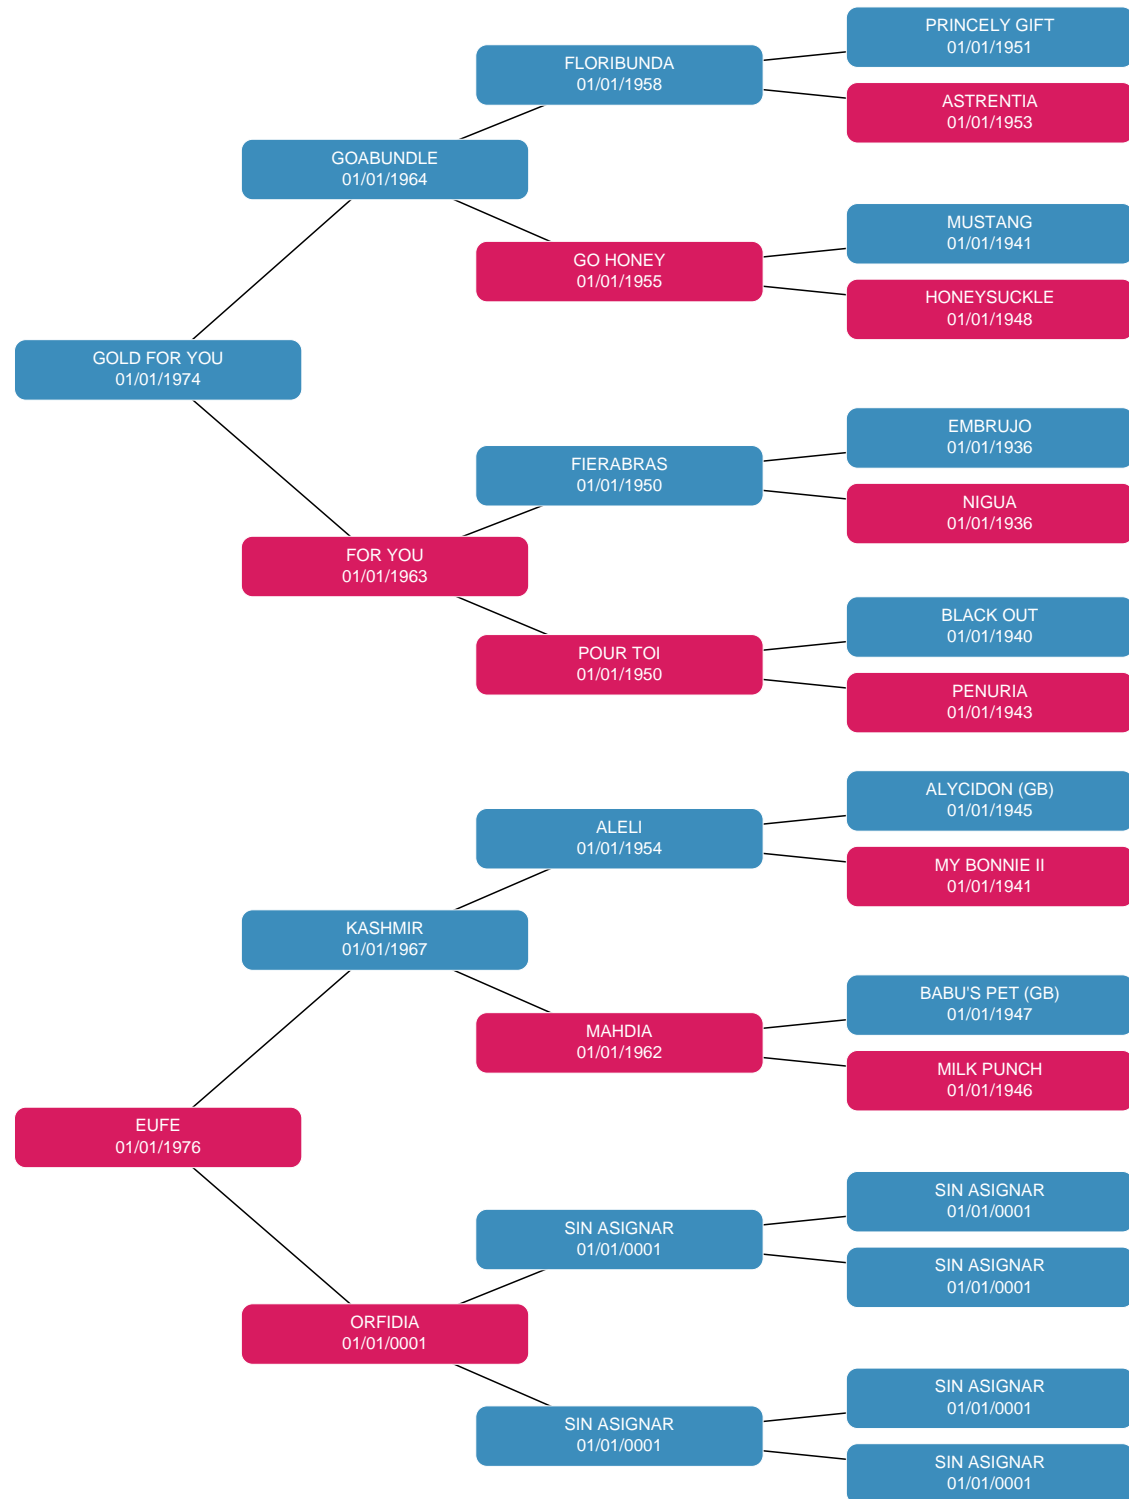 PRINCELY GIFT
01/01/1951
FLORIBUNDA
01/01/1958
ASTRENTIA
01/01/1953
GOABUNDLE
01/01/1964
MUSTANG
01/01/1941
GO HONEY
01/01/1955
HONEYSUCKLE
01/01/1948
GOLD FOR YOU
01/01/1974
EMBRUJO
01/01/1936
FIERABRAS
01/01/1950
NIGUA
01/01/1936
FOR YOU
01/01/1963
BLACK OUT
01/01/1940
POUR TOI
01/01/1950
PENURIA
01/01/1943
ALYCIDON (GB)
01/01/1945
ALELI
01/01/1954
MY BONNIE II
01/01/1941
KASHMIR
01/01/1967
BABU'S PET (GB)
01/01/1947
MAHDIA
01/01/1962
MILK PUNCH
01/01/1946
EUFE
01/01/1976
SIN ASIGNAR
01/01/0001
SIN ASIGNAR
01/01/0001
SIN ASIGNAR
01/01/0001
ORFIDIA
01/01/0001
SIN ASIGNAR
01/01/0001
SIN ASIGNAR
01/01/0001
SIN ASIGNAR
01/01/0001